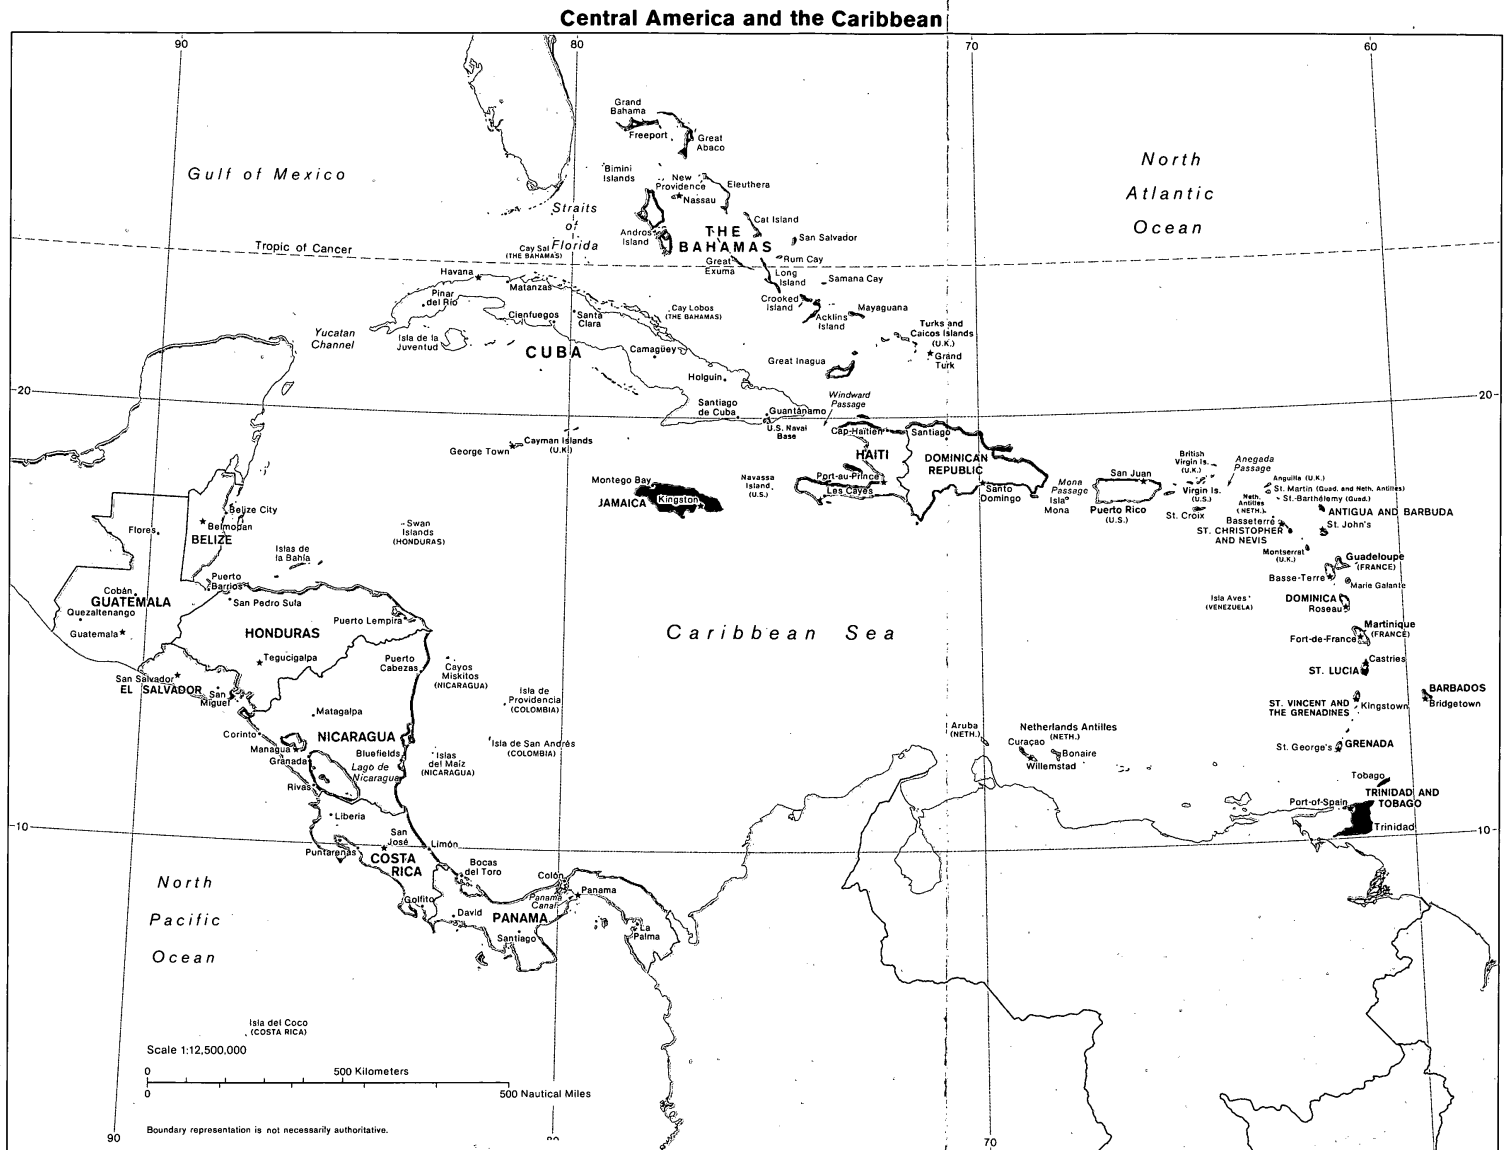 Central America and the Caribbean
90
80
70
60
Grand
Bahama
Freeport
Great
Abaco
Gulf of Mexico
North
Atlantic
Ocean
Bimini
Islands
New
Providence
Nassau
Eleuthera
Straits
of
Florida
Cat Island
Andros
Island
THE
BAHAMAS
San Salvador
Tropic of Cancer
Cay Sal
(THE BAHAMAS)
Great
Exuma
Rum Cay
Long
Island
Samana Cay
Havana
Matanzas
Pinar
del Río
Crooked
Island
Acklins
Island
Mayaguana
Cienfuegos
Santa
Clara
Cay Lobos
(THE BAHAMAS)
Turks and
Caicos Islands
(U.K.)
Grand
Turk
Yucatan
Channel
Isla de la
Juventud
CUBA
Camagüey
Great Inagua
Holguin
20
20
Santiago
de Cuba
Guantánamo
U.S. Naval
Base
Windward
Passage
George Town
Cayman Islands
(U.K.)
Cap-Haïtien
Santiago
HAITI
DOMINICAN
REPUBLIC
Port-au-Prince
Les Cayes
Santo
Domingo
Montego Bay
JAMAICA
Kingston
Navassa
Island
(U.S.)
Mona
Passage
Isla
Mona
San Juan
Puerto Rico
(U.S.)
British
Virgin Is.
(U.K.)
Anegada
Passage
Virgin Is.
(U.S.)
St. Croix
Anguilla (U.K.)
St. Martin (Guad. and Neth. Antilles)
St.-Barthélemy (Guad.)
Neth.
Antilles
(NETH.)
Basseterre
ST. CHRISTOPHER
AND NEVIS
ANTIGUA AND BARBUDA
St. John's
Montserrat
(U.K.)
Guadeloupe
(FRANCE)
Basse-Terre
Marie Galante
Isla Aves
(VENEZUELA)
DOMINICA
Roseau
Martinique
(FRANCE)
Fort-de-France
Castries
ST. LUCIA
BARBADOS
Bridgetown
ST. VINCENT AND
THE GRENADINES
Kingstown
St. George's
GRENADA
Tobago
TRINIDAD AND
TOBAGO
Port-of-Spain
Trinidad
Belize City
Belmopan
BELIZE
Flores
Swan
Islands
(HONDURAS)
Islas de
la Bahía
Puerto
Barrios
Cobán
GUATEMALA
Quezaltenango
Guatemala
San Pedro Sula
Puerto Lempira
HONDURAS
Tegucigalpa
Caribbean Sea
San Salvador
EL SALVADOR
San
Miguel
Puerto
Cabezas
Cayos
Miskitos
(NICARAGUA)
Isla de
Providencia
(COLOMBIA)
Matagalpa
Corinto
NICARAGUA
Managua
Granada
Bluefields
Lago de
Nicaragua
Islas
del Maíz
(NICARAGUA)
Isla de San Andrés
(COLOMBIA)
Rivas
Aruba
(NETH.)
Netherlands Antilles
(NETH.)
Curaçao
Bonaire
Willemstad
10
10
Liberia
San
José
Limón
Puntarenas
COSTA
RICA
Bocas
del Toro
Golfito
David
Colón
Panama
Canal
Panama
PANAMA
Santiago
La
Palma
North
Pacific
Ocean
Isla del Coco
(COSTA RICA)
Scale 1:12,500,000
0
500 Kilometers
0
500 Nautical Miles
Boundary representation is not necessarily authoritative.
90
80
70